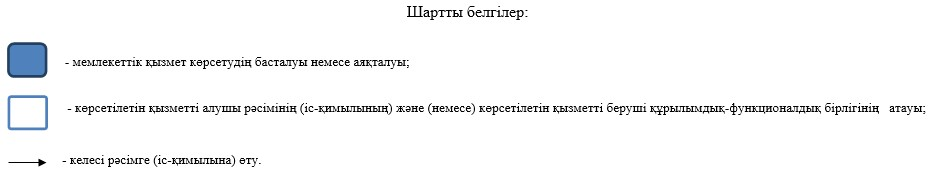 Шартты белгілер:
- мемлекеттік қызмет көрсетудің басталуы немесе аяқталуы;
- көрсетілетін қызметті алушы рәсімінің (іс-қимылының) және (немесе) көрсетілетін қызметті беруші құрылымдық-функционалдық бірлігінің атауы;
- келесі рәсімге (іс-қимылына) өту.